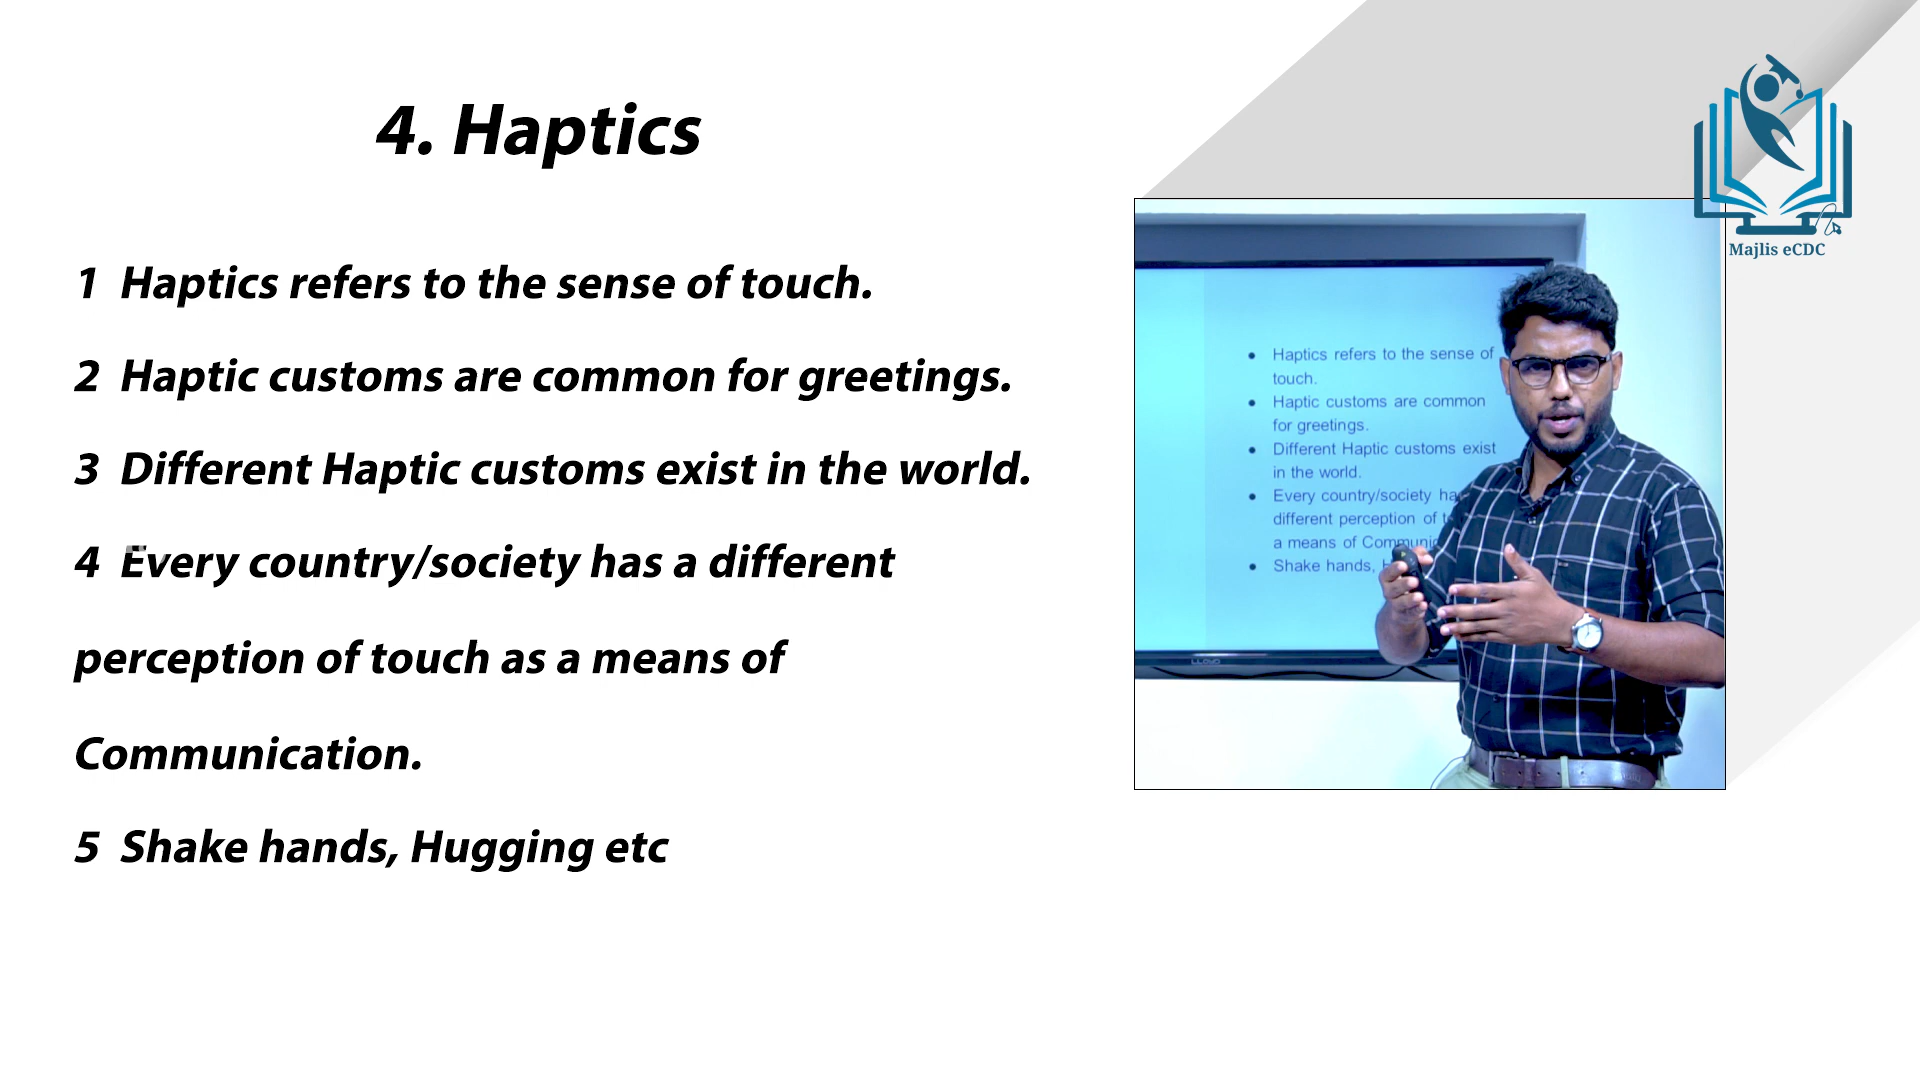 4. Haptics
1 Haptics refers to the sense of touch.
2 Haptic customs are common for greetings.
3 Different Haptic customs exist in the world.
4 Every country/society has a different
perception of touch as a means of
Communication.
5 Shake hands, Hugging etc
Majlis eCDC
• Haptics refers to the sense of
touch.
• Haptic customs are common
for greetings.
• Different Haptic customs exist
in the world.
• Every country/society
different perception of
a means of
• Shake hands,
LLOYD